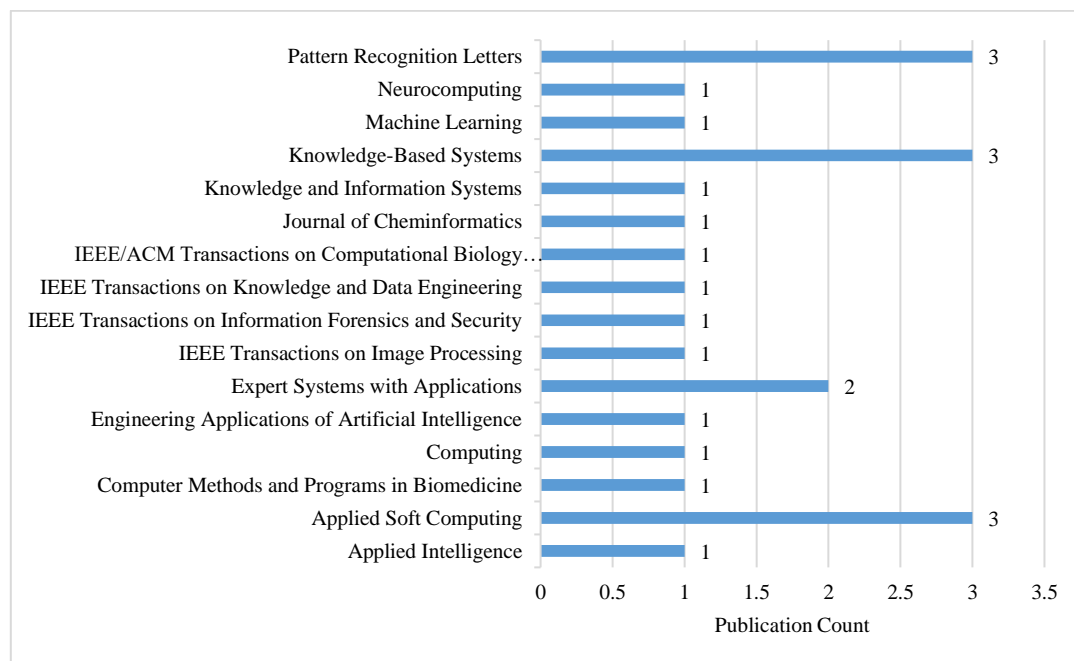 Pattern Recognition Letters 3
Neurocomputing 1
Machine Learning 1
Knowledge-Based Systems 3
Knowledge and Information Systems 1
Journal of Cheminformatics 1
IEEE/ACM Transactions on Computational Biology… 1
IEEE Transactions on Knowledge and Data Engineering 1
IEEE Transactions on Information Forensics and Security 1
IEEE Transactions on Image Processing 1
Expert Systems with Applications 2
Engineering Applications of Artificial Intelligence 1
Computing 1
Computer Methods and Programs in Biomedicine 1
Applied Soft Computing 3
Applied Intelligence 1
0 0.5 1 1.5 2 2.5 3 3.5
Publication Count